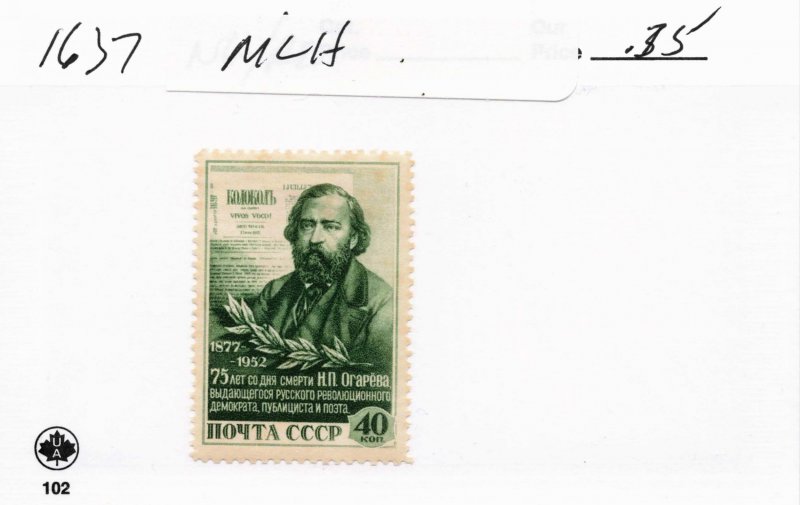 1637 MLH .35
КОЛОКОЛЪ
VIVOS VOCO!
1877-
-1952
75 ЛЕТ СО ДНЯ СМЕРТИ Н.П. ОГАРЁВА,
ВЫДАЮЩЕГОСЯ РУССКОГО РЕВОЛЮЦИОННОГО
ДЕМОКРАТА, ПУБЛИЦИСТА И ПОЭТА.
ПОЧТА СССР 40
КОП.
U
A
102